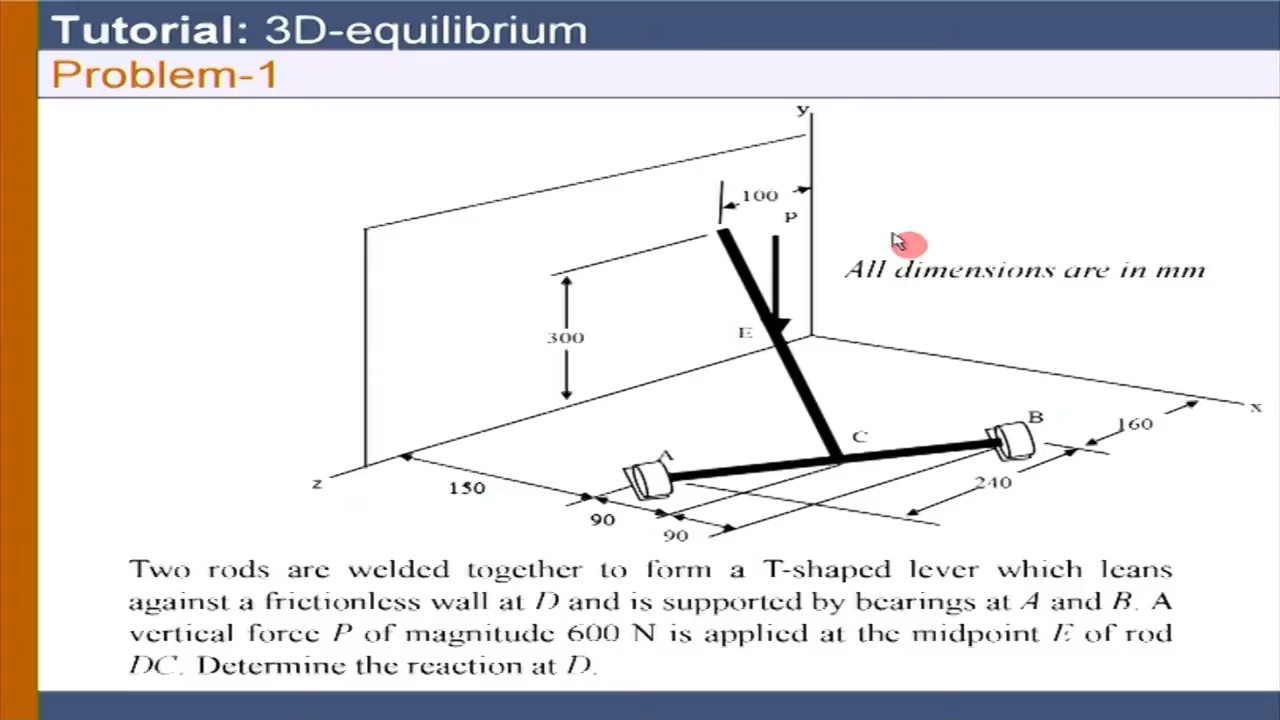 Tutorial: 3D-equilibrium
Problem-1
y
100
P
All dimensions are in mm
E
300
x
B
160
C
A
z
150
240
90
90
Two rods are welded together to form a T-shaped lever which leans
against a frictionless wall at D and is supported by bearings at A and B. A
vertical force P of magnitude 600 N is applied at the midpoint E of rod
DC. Determine the reaction at D.